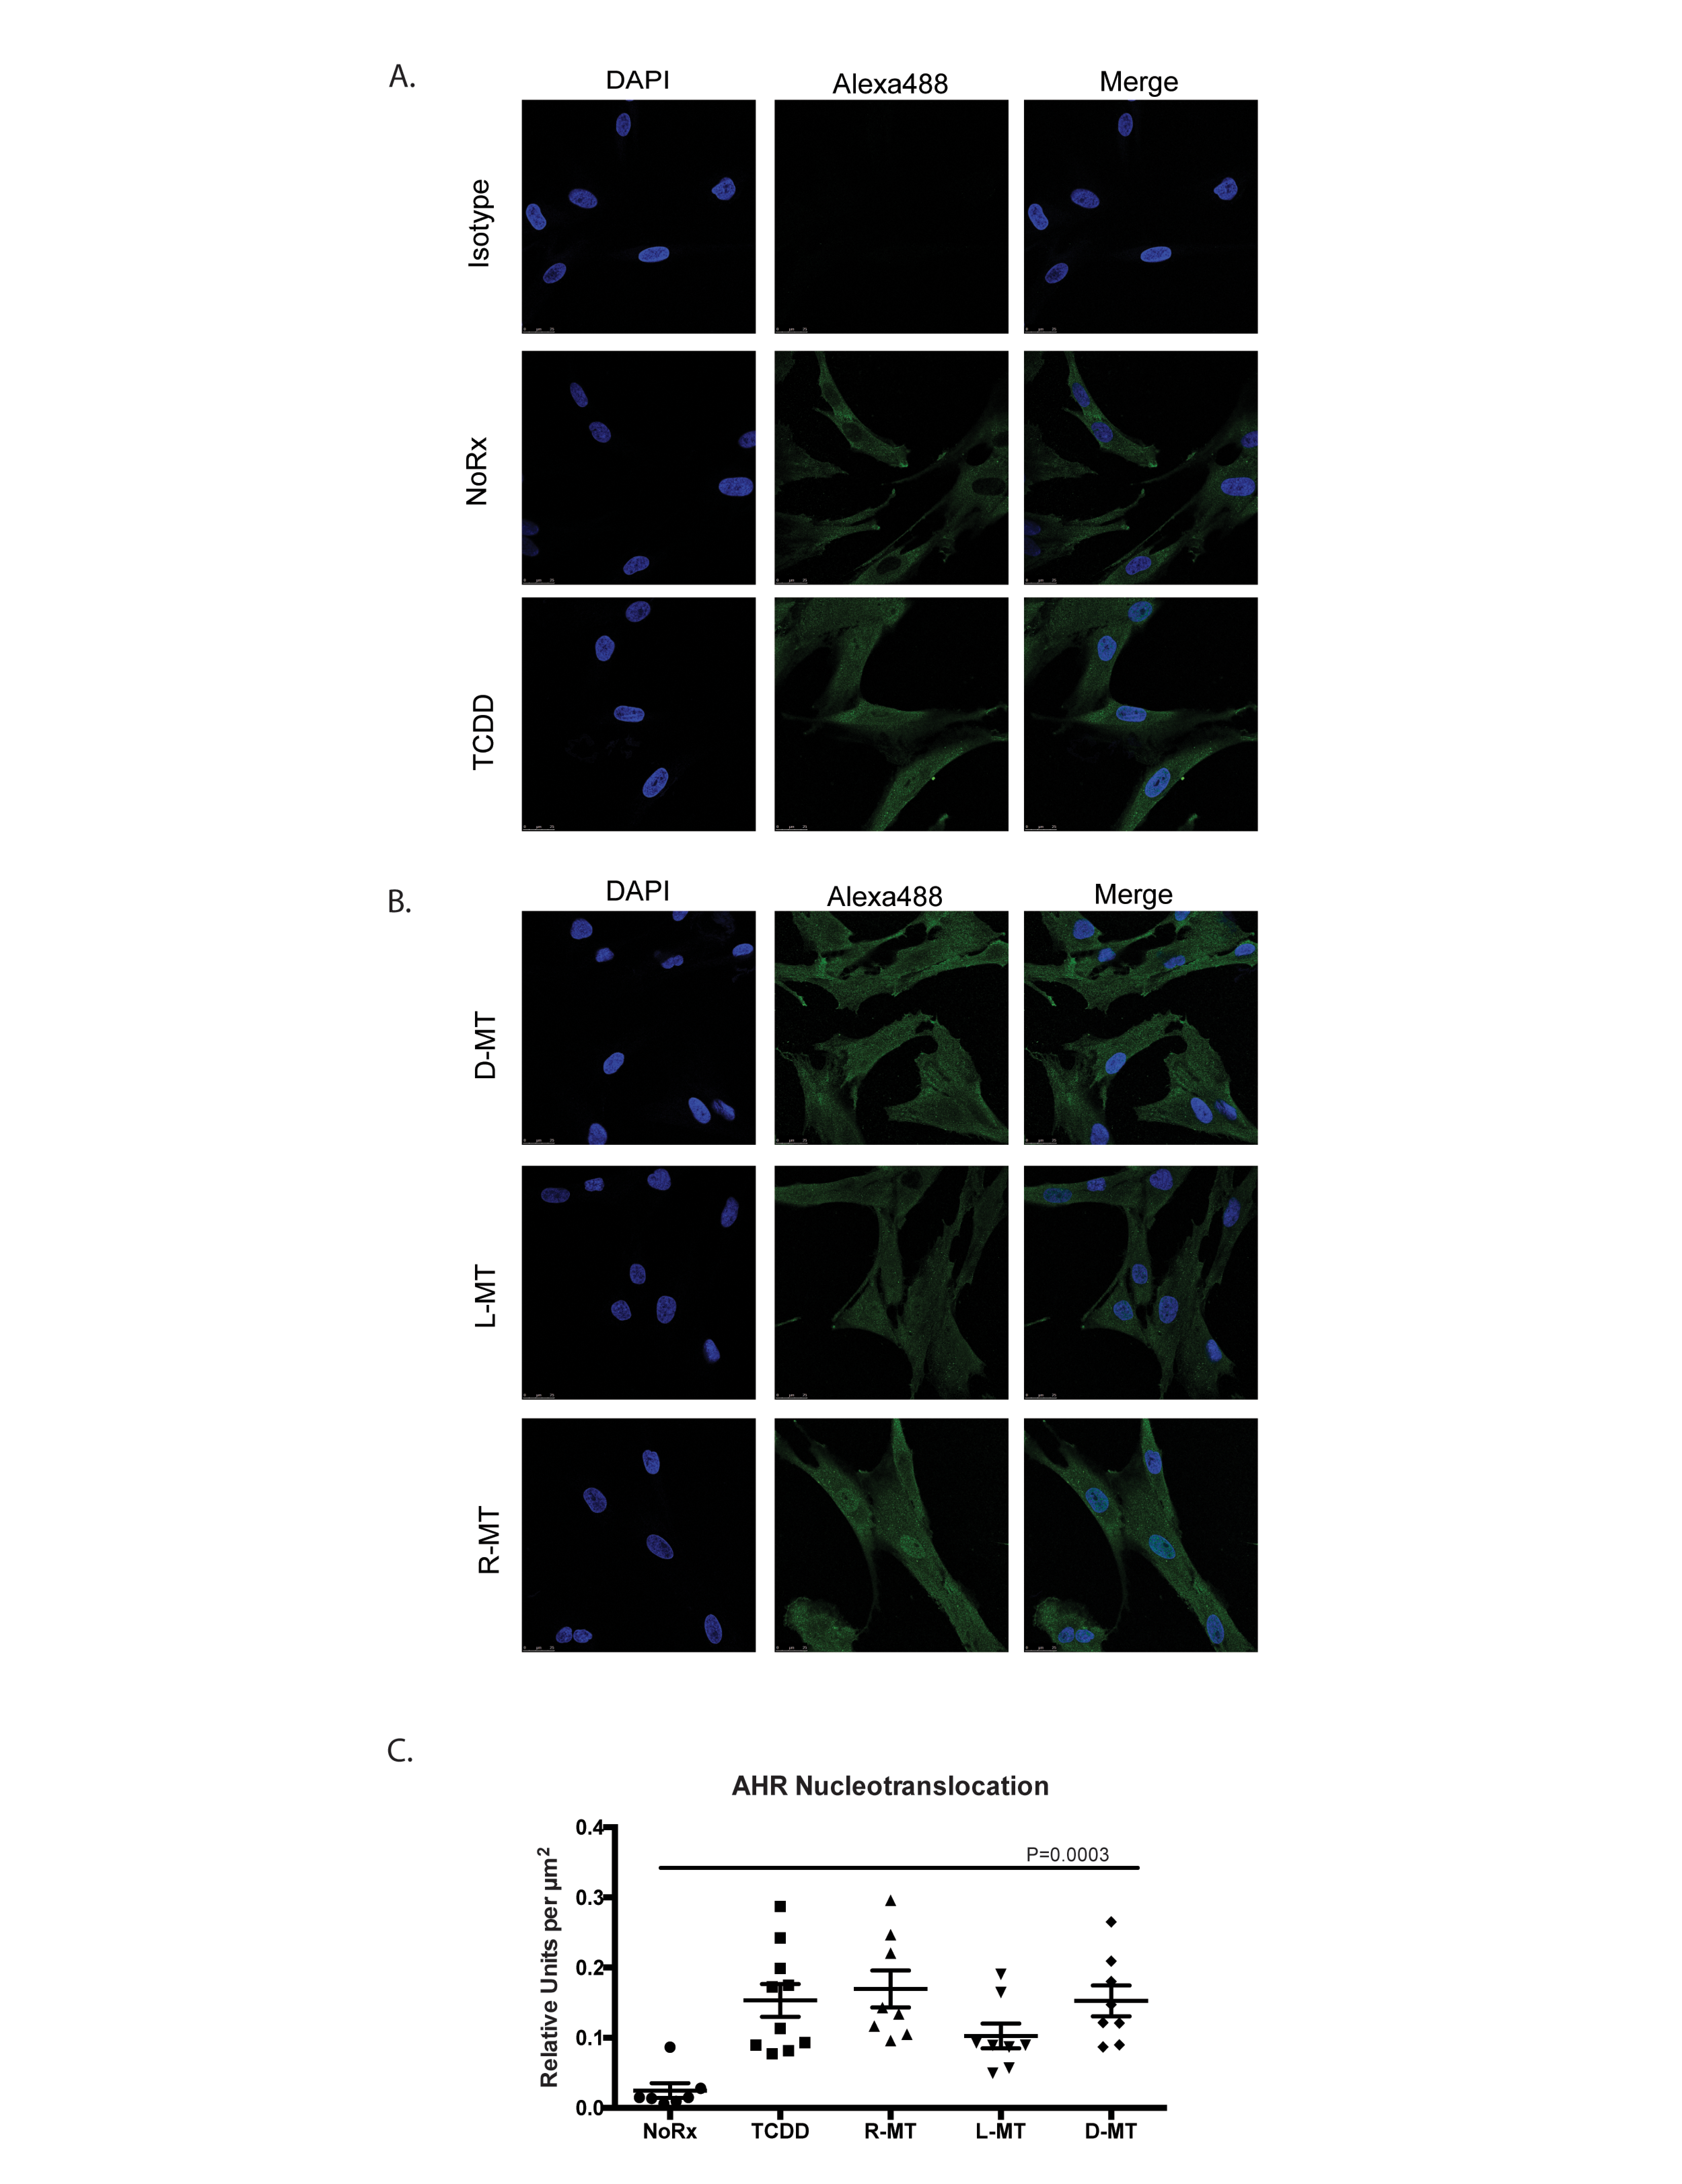 A.
DAPI Alexa488 Merge
Isotype
NoRx
TCDD
B.
DAPI Alexa488 Merge
D-MT
L-MT
R-MT
C.
AHR Nucleotranslocation
P=0.0003
Relative Units per µm²
0.4
0.3
0.2
0.1
0.0
NoRx TCDD R-MT L-MT D-MT